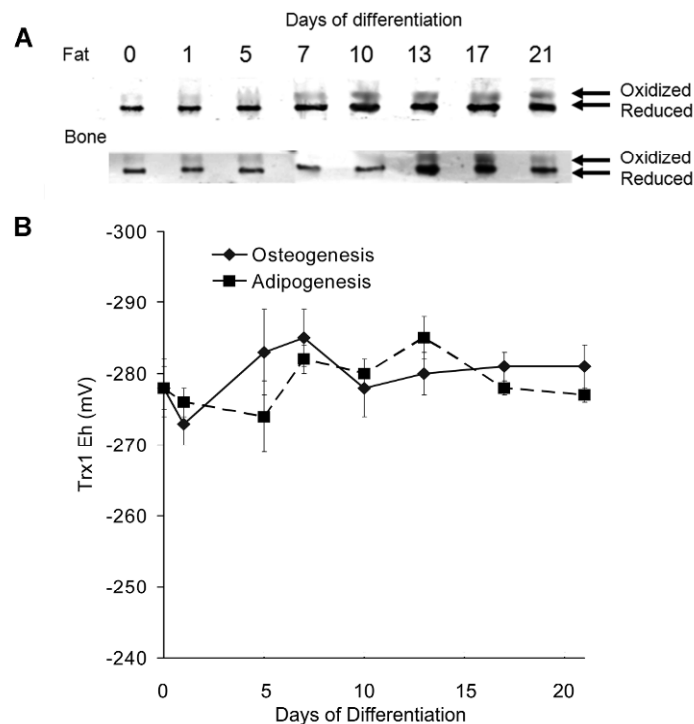 Days of differentiation
A
Fat 0 1 5 7 10 13 17 21
Oxidized
Reduced
Bone
Oxidized
Reduced
B
-300
Osteogenesis
Adipogenesis
-290
-280
-270
-260
-250
-240
Trx1 Eh (mV)
0 5 10 15 20
Days of Differentiation